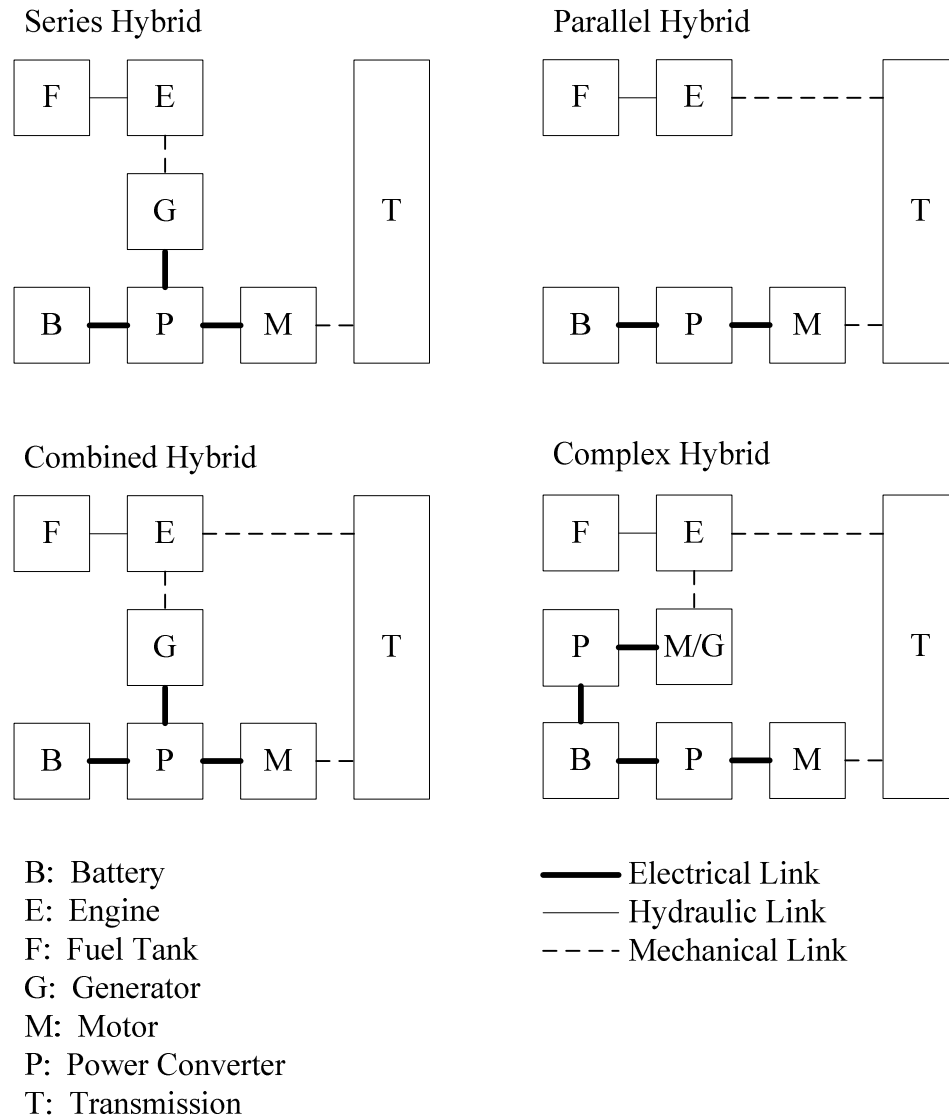 Series Hybrid
F E
G
T
B P M
Parallel Hybrid
F E
T
B P M
Combined Hybrid
F E
G
T
B P M
Complex Hybrid
F E
P M/G
T
B P M
B: Battery
E: Engine
F: Fuel Tank
G: Generator
M: Motor
P: Power Converter
T: Transmission
Electrical Link
Hydraulic Link
Mechanical Link